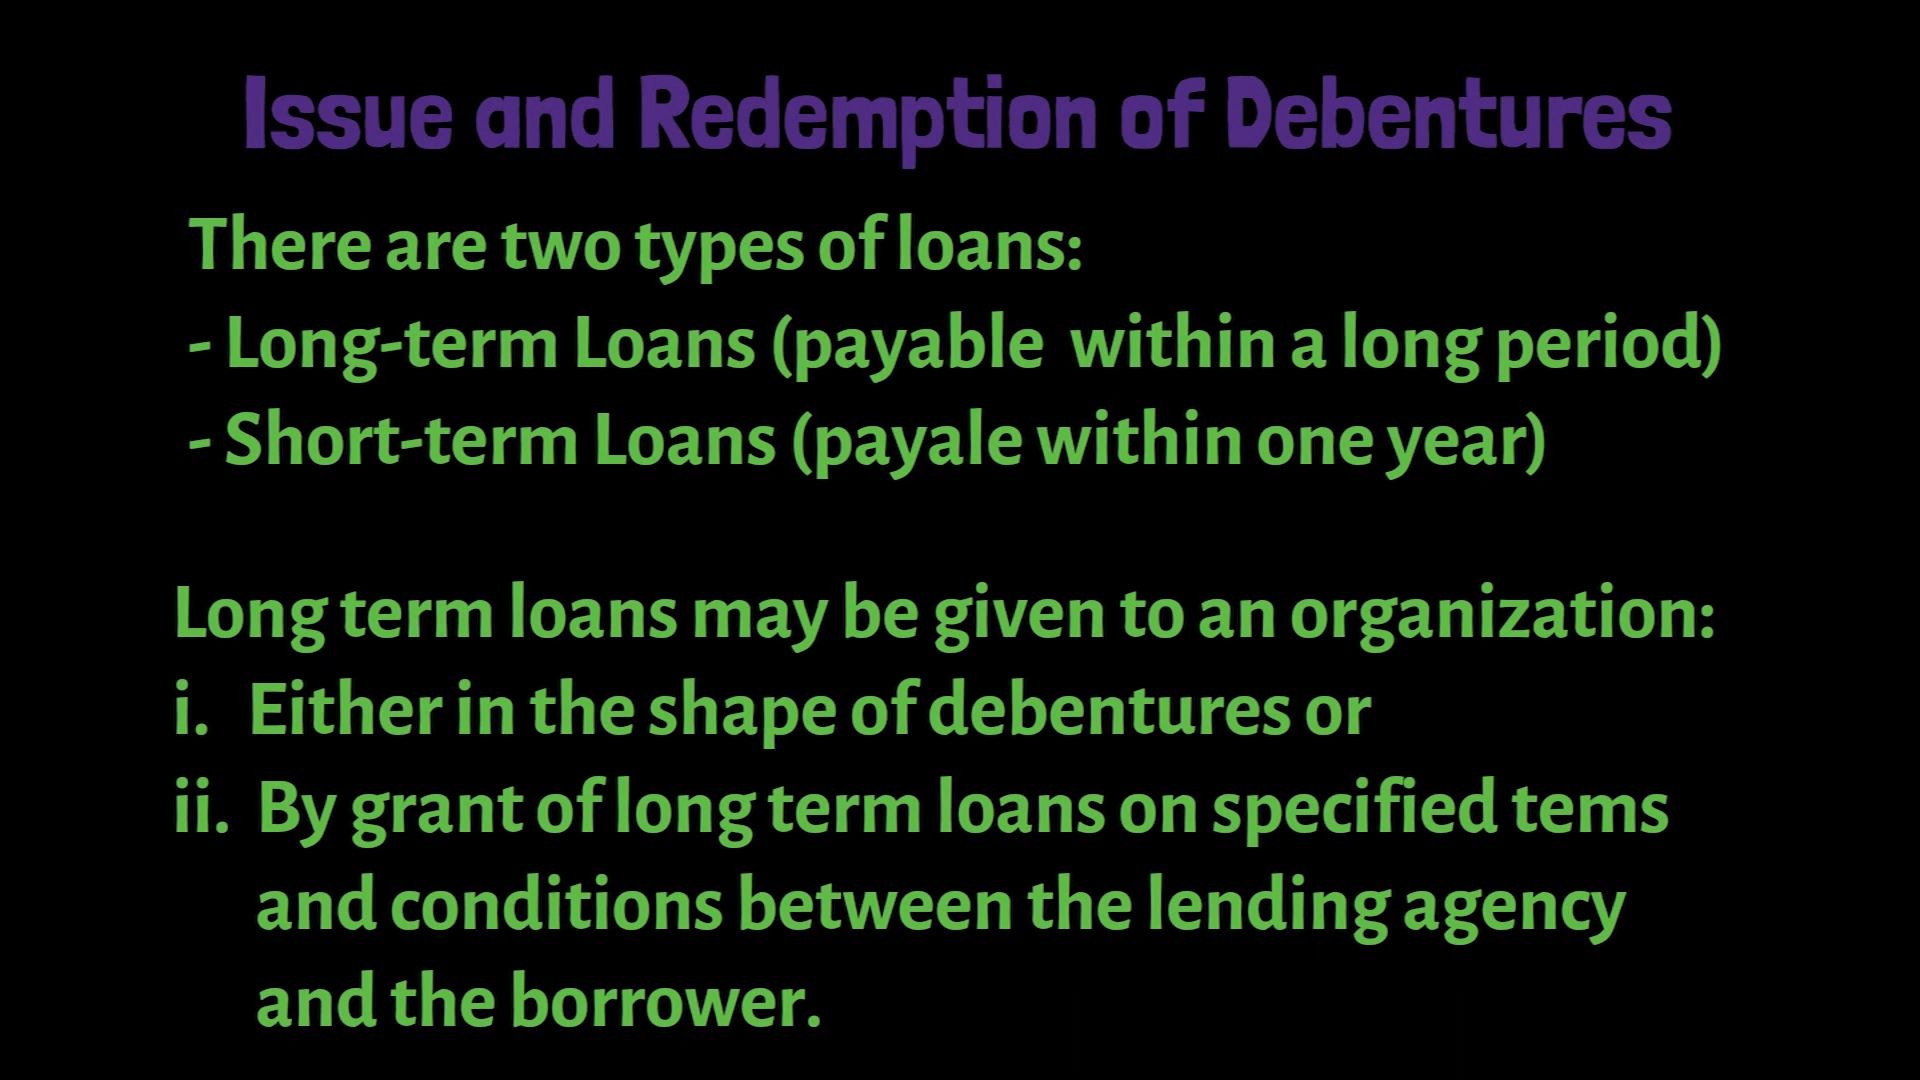 Issue and Redemption of Debentures
There are two types of loans:
- Long-term Loans (payable  within a long period)
- Short-term Loans (payale within one year)
Long term loans may be given to an organization:
i.  Either in the shape of debentures or
ii.  By grant of long term loans on specified tems
and conditions between the lending agency
and the borrower.